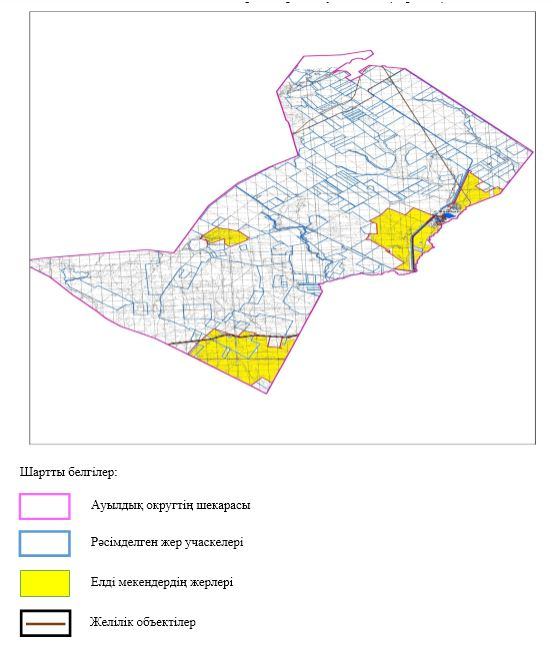 Шартты белгілер:
Ауылдық округтің шекарасы
Рәсімделген жер учаскелері
Елді мекендердің жерлері
Желілік объектілер